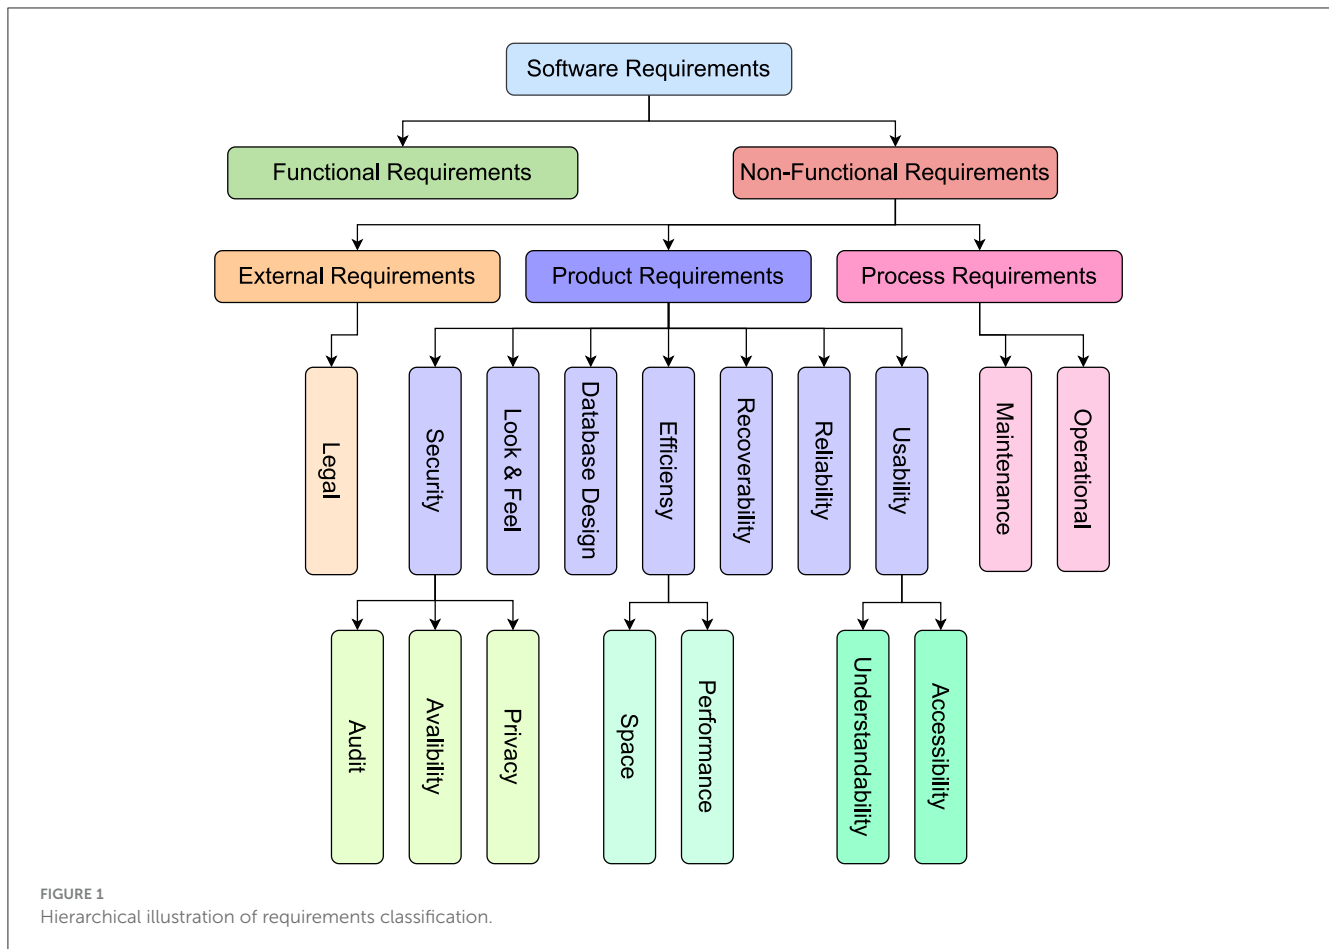 Software Requirements
Functional Requirements
Non-Functional Requirements
External Requirements
Product Requirements
Process Requirements
Legal
Security
Look & Feel
Database Design
Efficiensy
Recoverability
Reliability
Usability
Maintenance
Operational
Audit
Avalibility
Privacy
Space
Performance
Understandability
Accessibility
FIGURE 1
Hierarchical illustration of requirements classification.